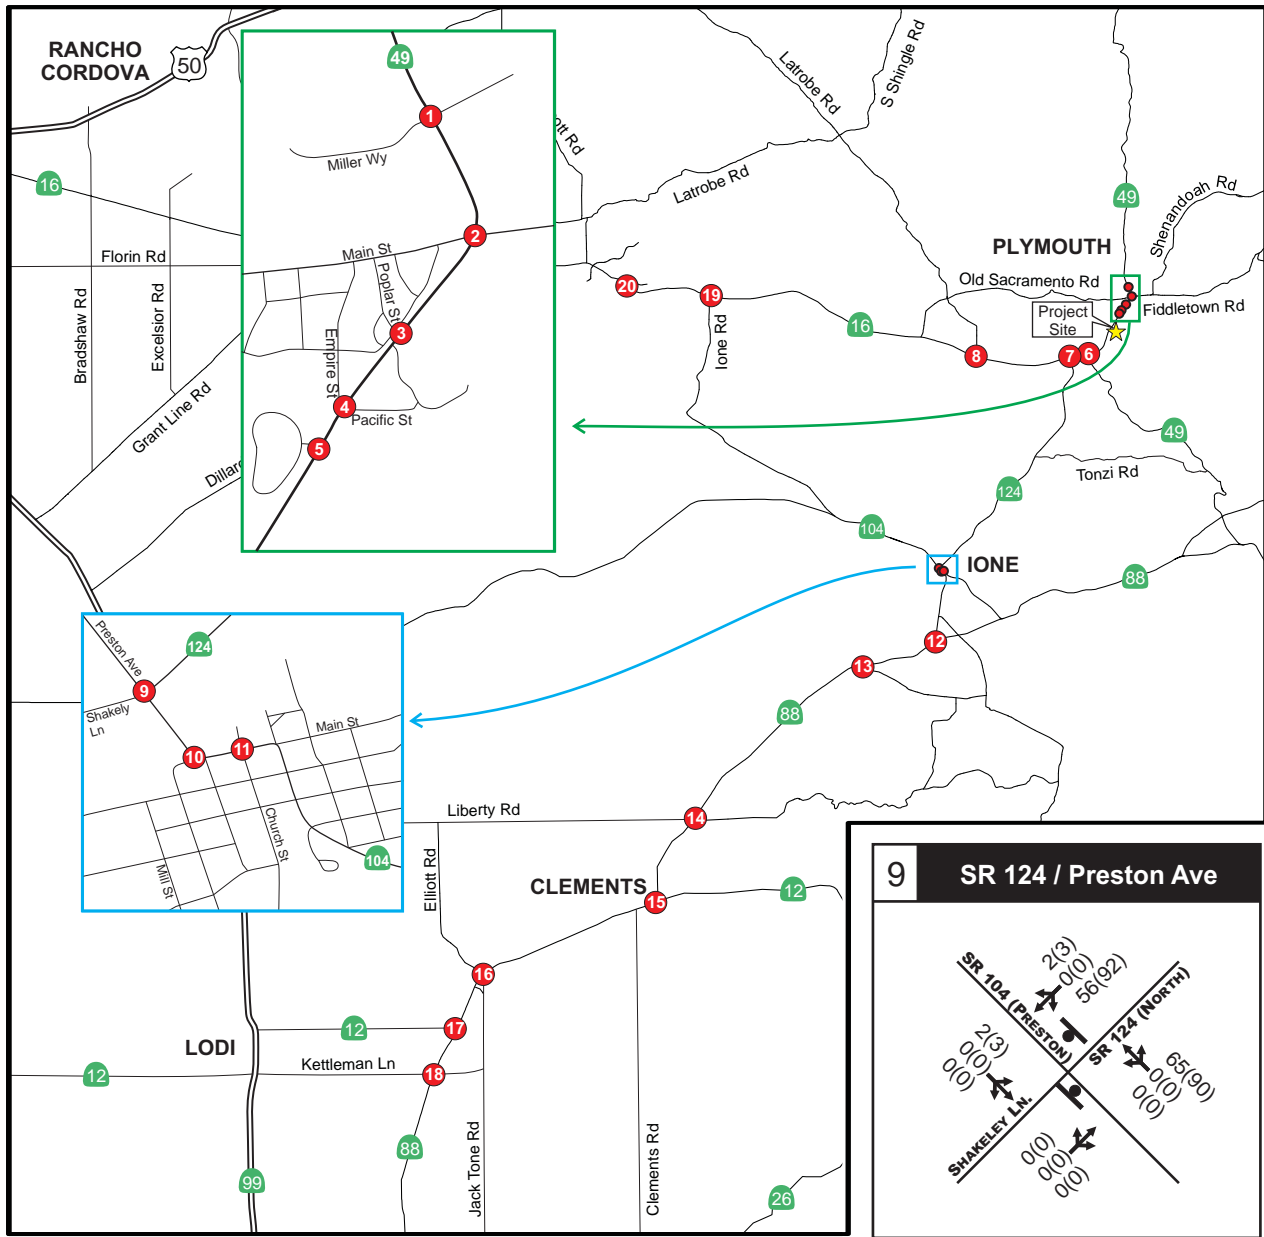 RANCHO
CORDOVA
50
49
1
Miller Wy
ott Rd
Latrobe Rd
S Shingle Rd
16
Latrobe Rd
49
Shenandoah Rd
Florin Rd
Main St
2
PLYMOUTH
Bradshaw Rd
Excelsior Rd
Poplar St
3
Empire St
20
19
Ione Rd
16
Old Sacramento Rd
Fiddletown Rd
Project
Site
8
7
6
4
Pacific St
5
Grant Line Rd
Dillard
49
Tonzi Rd
124
104
IONE
88
12
13
88
Preston Ave
124
9
Shakely
Ln
10
11
Main St
Church St
Mill St
104
Liberty Rd
14
Elliott Rd
CLEMENTS
15
12
16
17
12
LODI
Kettleman Ln
18
12
88
99
Jack Tone Rd
Clements Rd
26
9
SR 124 / Preston Ave
2(3)
0(0)
56(92)
SR 104 (PRESTON)
SR 124 (NORTH)
2(3)
0(0)
0(0)
65(90)
0(0)
0(0)
SHAKELEY LN.
0(0)
0(0)
0(0)